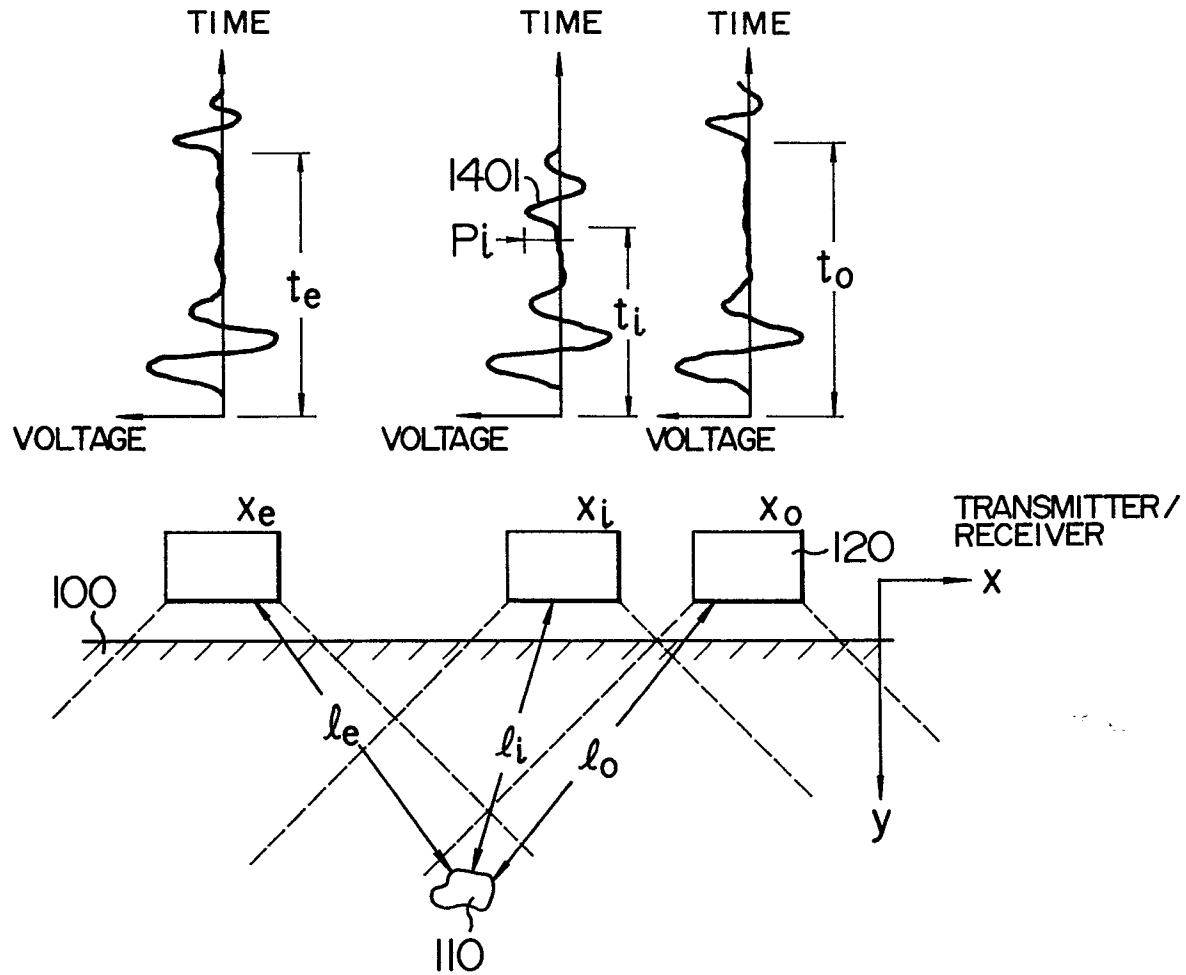 TIME TIME TIME
1401
Pi
te ti to
VOLTAGE VOLTAGE VOLTAGE
xe xi xo TRANSMITTER/
RECEIVER
120
100
x
le li lo
y
110